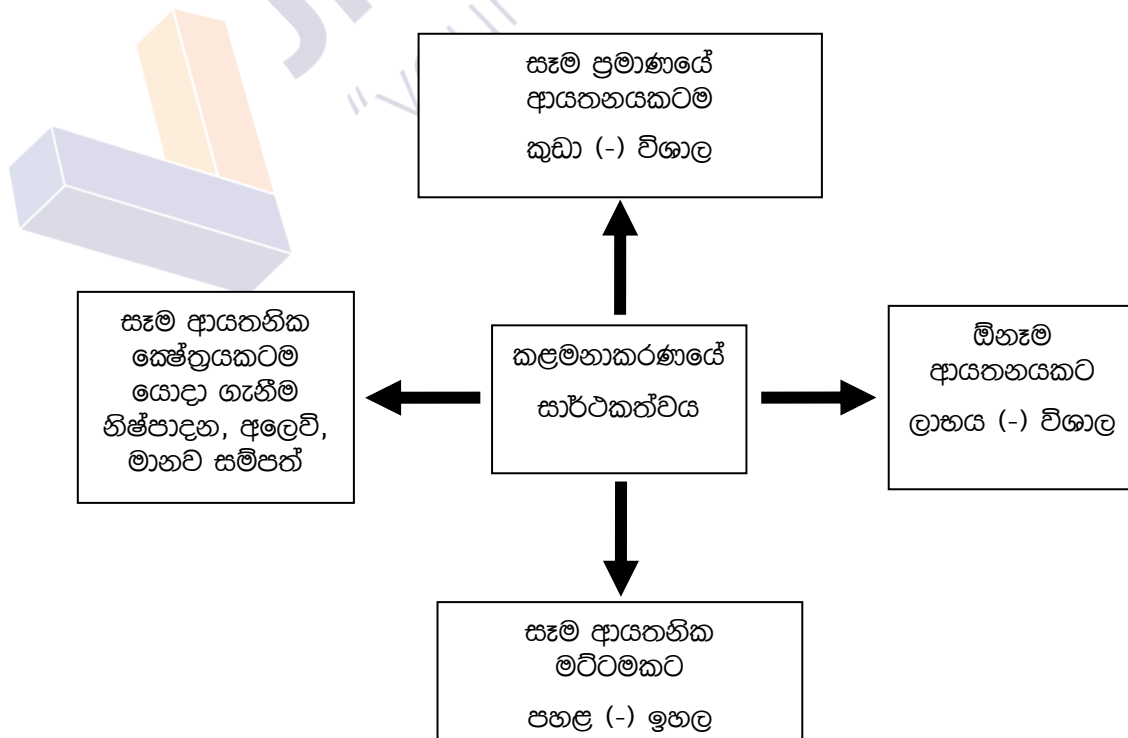 සෑම ප්‍රමාණයේ
ආයතනයකටම
කුඩා (-) විශාල
සෑම ආයතනික
ක්‍ෂේත්‍රයකටම
යොදා ගැනීම
නිෂ්පාදන, අලෙවි,
මානව සම්පත්
කළමනාකරණයේ
සාර්ථකත්වය
ඕනෑම
ආයතනයකට
ලාභය (-) විශාල
සෑම ආයතනික
මට්ටමකට
පහළ (-) ඉහල